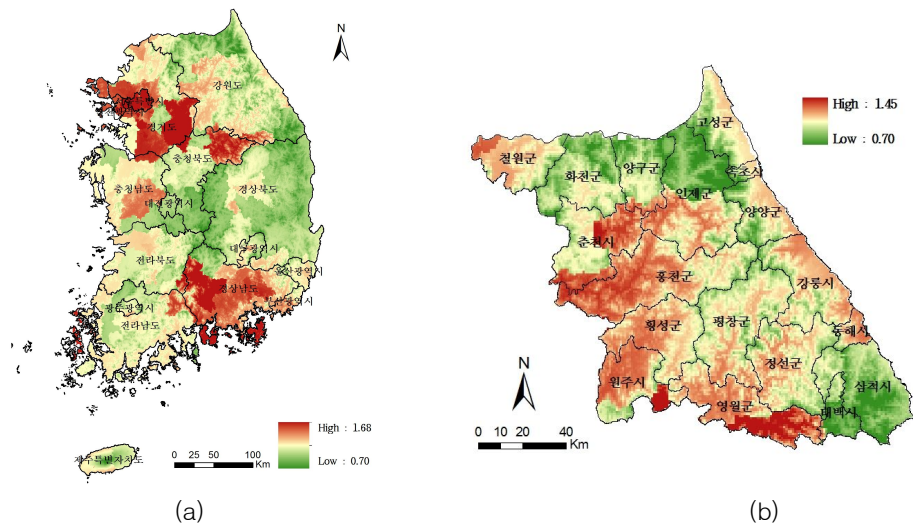 (a)
N
강원도
경기도
충청북도
충청남도
대전광역시
경상북도
전라북도
대구광역시
울산광역시
경상남도
부산광역시
광주광역시
전라남도
제주특별자치도
0 25 50 100
Km
High : 1.68
Low : 0.70
(b)
N
고성군
철원군
화천군
양구군
인제군
속초시
양양군
춘천시
홍천군
강릉시
횡성군
평창군
동해시
정선군
원주시
영월군
삼척시
태백시
0 10 20 40
Km
High : 1.45
Low : 0.70